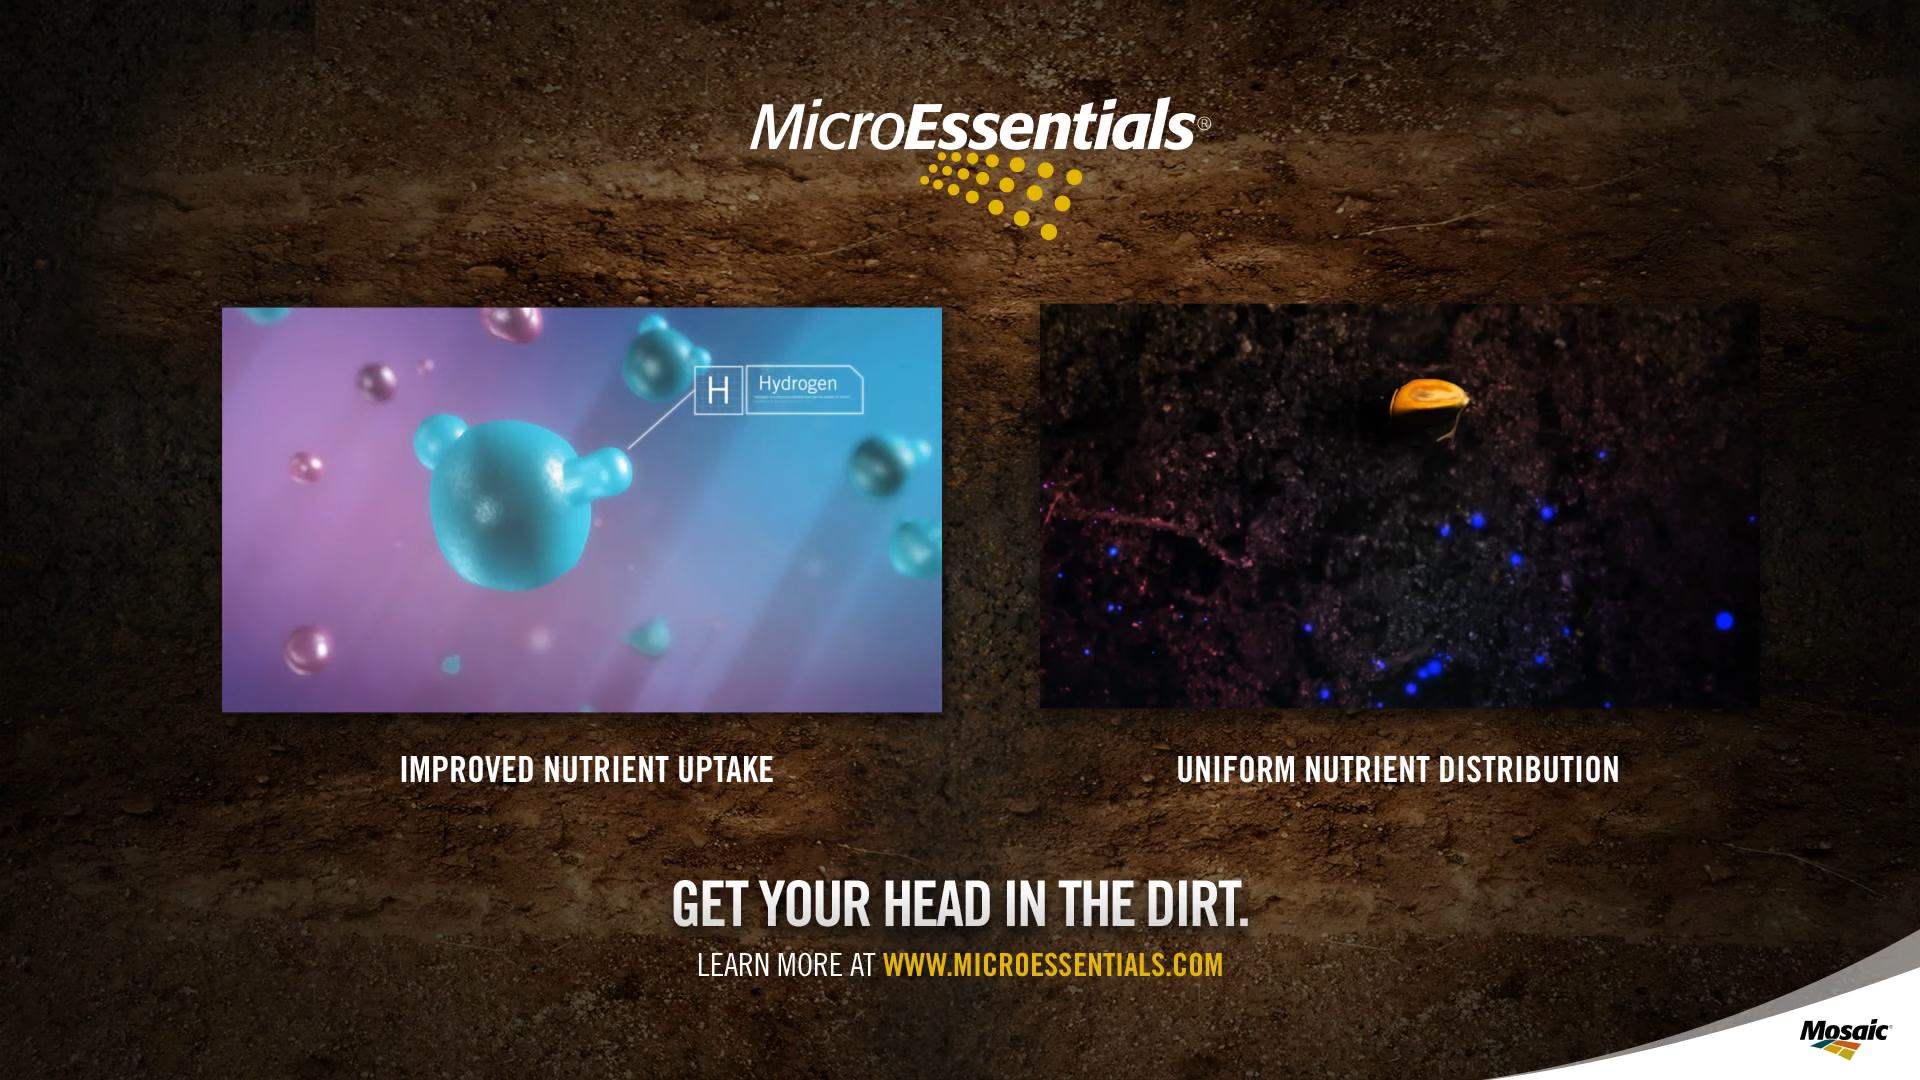 MicroEssentials®
H
Hydrogen
IMPROVED NUTRIENT UPTAKE
UNIFORM NUTRIENT DISTRIBUTION
GET YOUR HEAD IN THE DIRT.
LEARN MORE AT WWW.MICROESSENTIALS.COM
Mosaic®